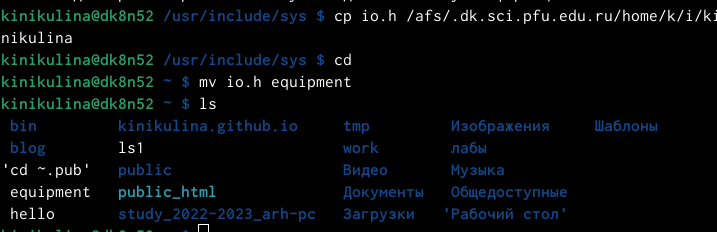 kinikulina@dk8n52 /usr/include/sys $ cp io.h /afs/.dk.sci.pfu.edu.ru/home/k/i/ki
nikulina
kinikulina@dk8n52 /usr/include/sys $ cd
kinikulina@dk8n52 ~ $ mv io.h equipment
kinikulina@dk8n52 ~ $ ls
bin kinikulina.github.io tmp Изображения Шаблоны
blog ls1 work лабы
'cd ~.pub' public Видео Музыка
equipment public_html Документы Общедоступные
hello study_2022-2023_arh-pc Загрузки 'Рабочий стол'